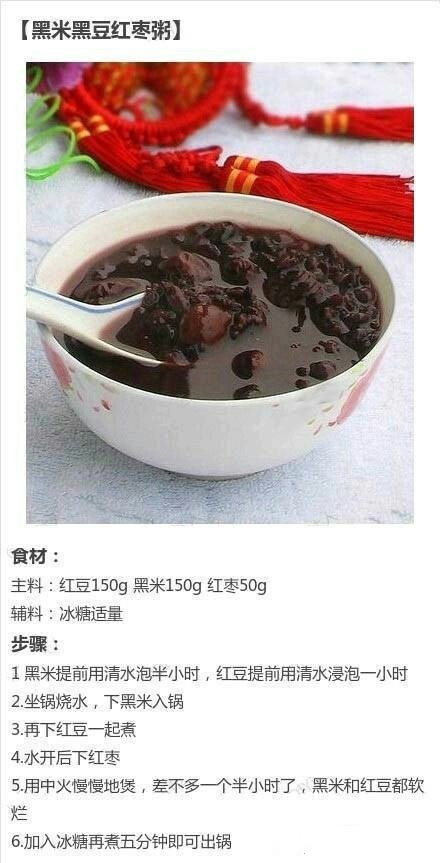 【黑米黑豆红枣粥】
食材：
主料：红豆150g 黑米150g 红枣50g
辅料：冰糖适量
步骤：
1 黑米提前用清水泡半小时，红豆提前用清水浸泡一小时
2.坐锅烧水，下黑米入锅
3.再下红豆一起煮
4.水开后下红枣
5.用中火慢慢地煲，差不多一个半小时了，黑米和红豆都软
烂
6.加入冰糖再煮五分钟即可出锅